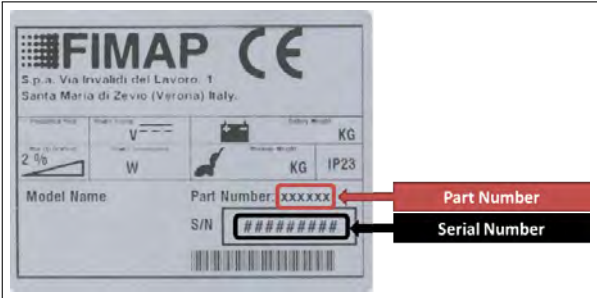 FIMAP CE
S.p.a. Via Invalidi del Lavoro. 1
Santa Maria di Zevio (Verona) Italy.
V
KG
2 %
W
KG
IP23
Model Name
Part Number: xxxxxx
Part Number
S/N
#########
Serial Number